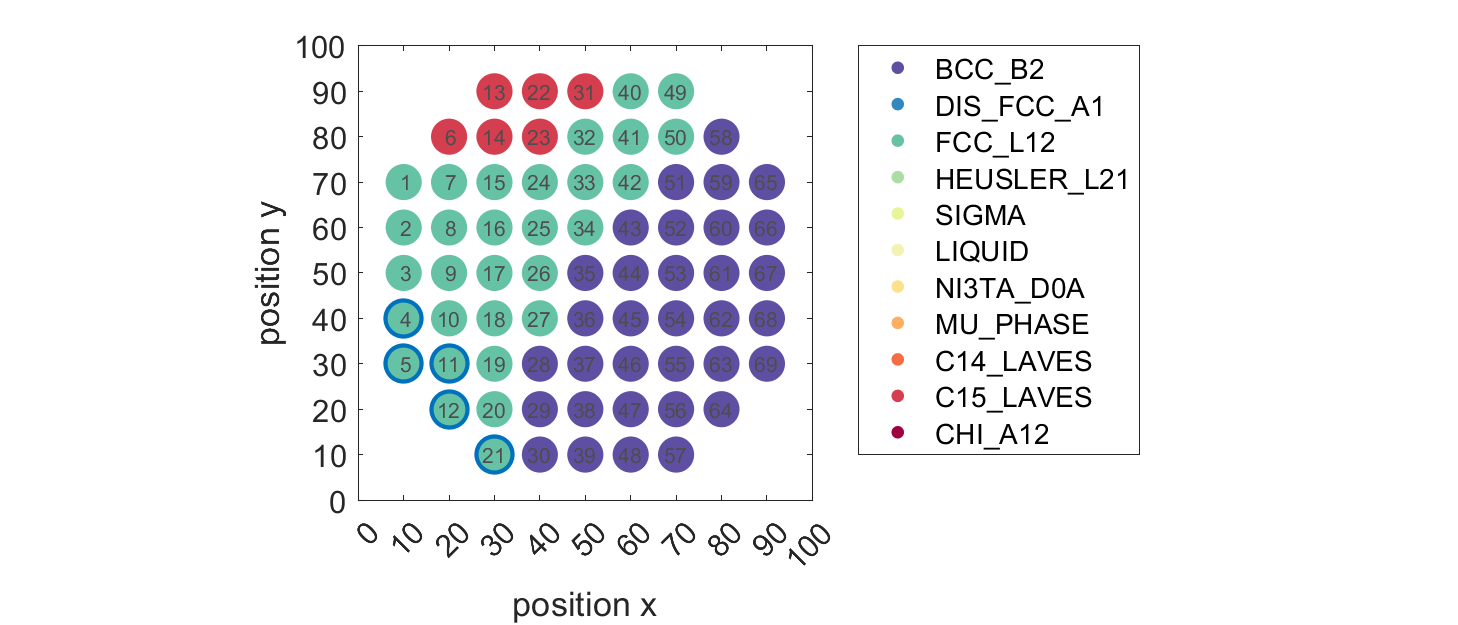 100
90
80
70
60
50
40
30
20
10
0
position y
13 22 31 40 49
6 14 23 32 41 50 58
1 7 15 24 33 42 51 59 65
2 8 16 25 34 43 52 60 66
3 9 17 26 35 44 53 61 67
4 10 18 27 36 45 54 62 68
5 11 19 28 37 46 55 63 69
12 20 29 38 47 56 64
21 30 39 48 57
0 10 20 30 40 50 60 70 80 90 100
position x
BCC_B2
DIS_FCC_A1
FCC_L12
HEUSLER_L21
SIGMA
LIQUID
NI3TA_D0A
MU_PHASE
C14_LAVES
C15_LAVES
CHI_A12